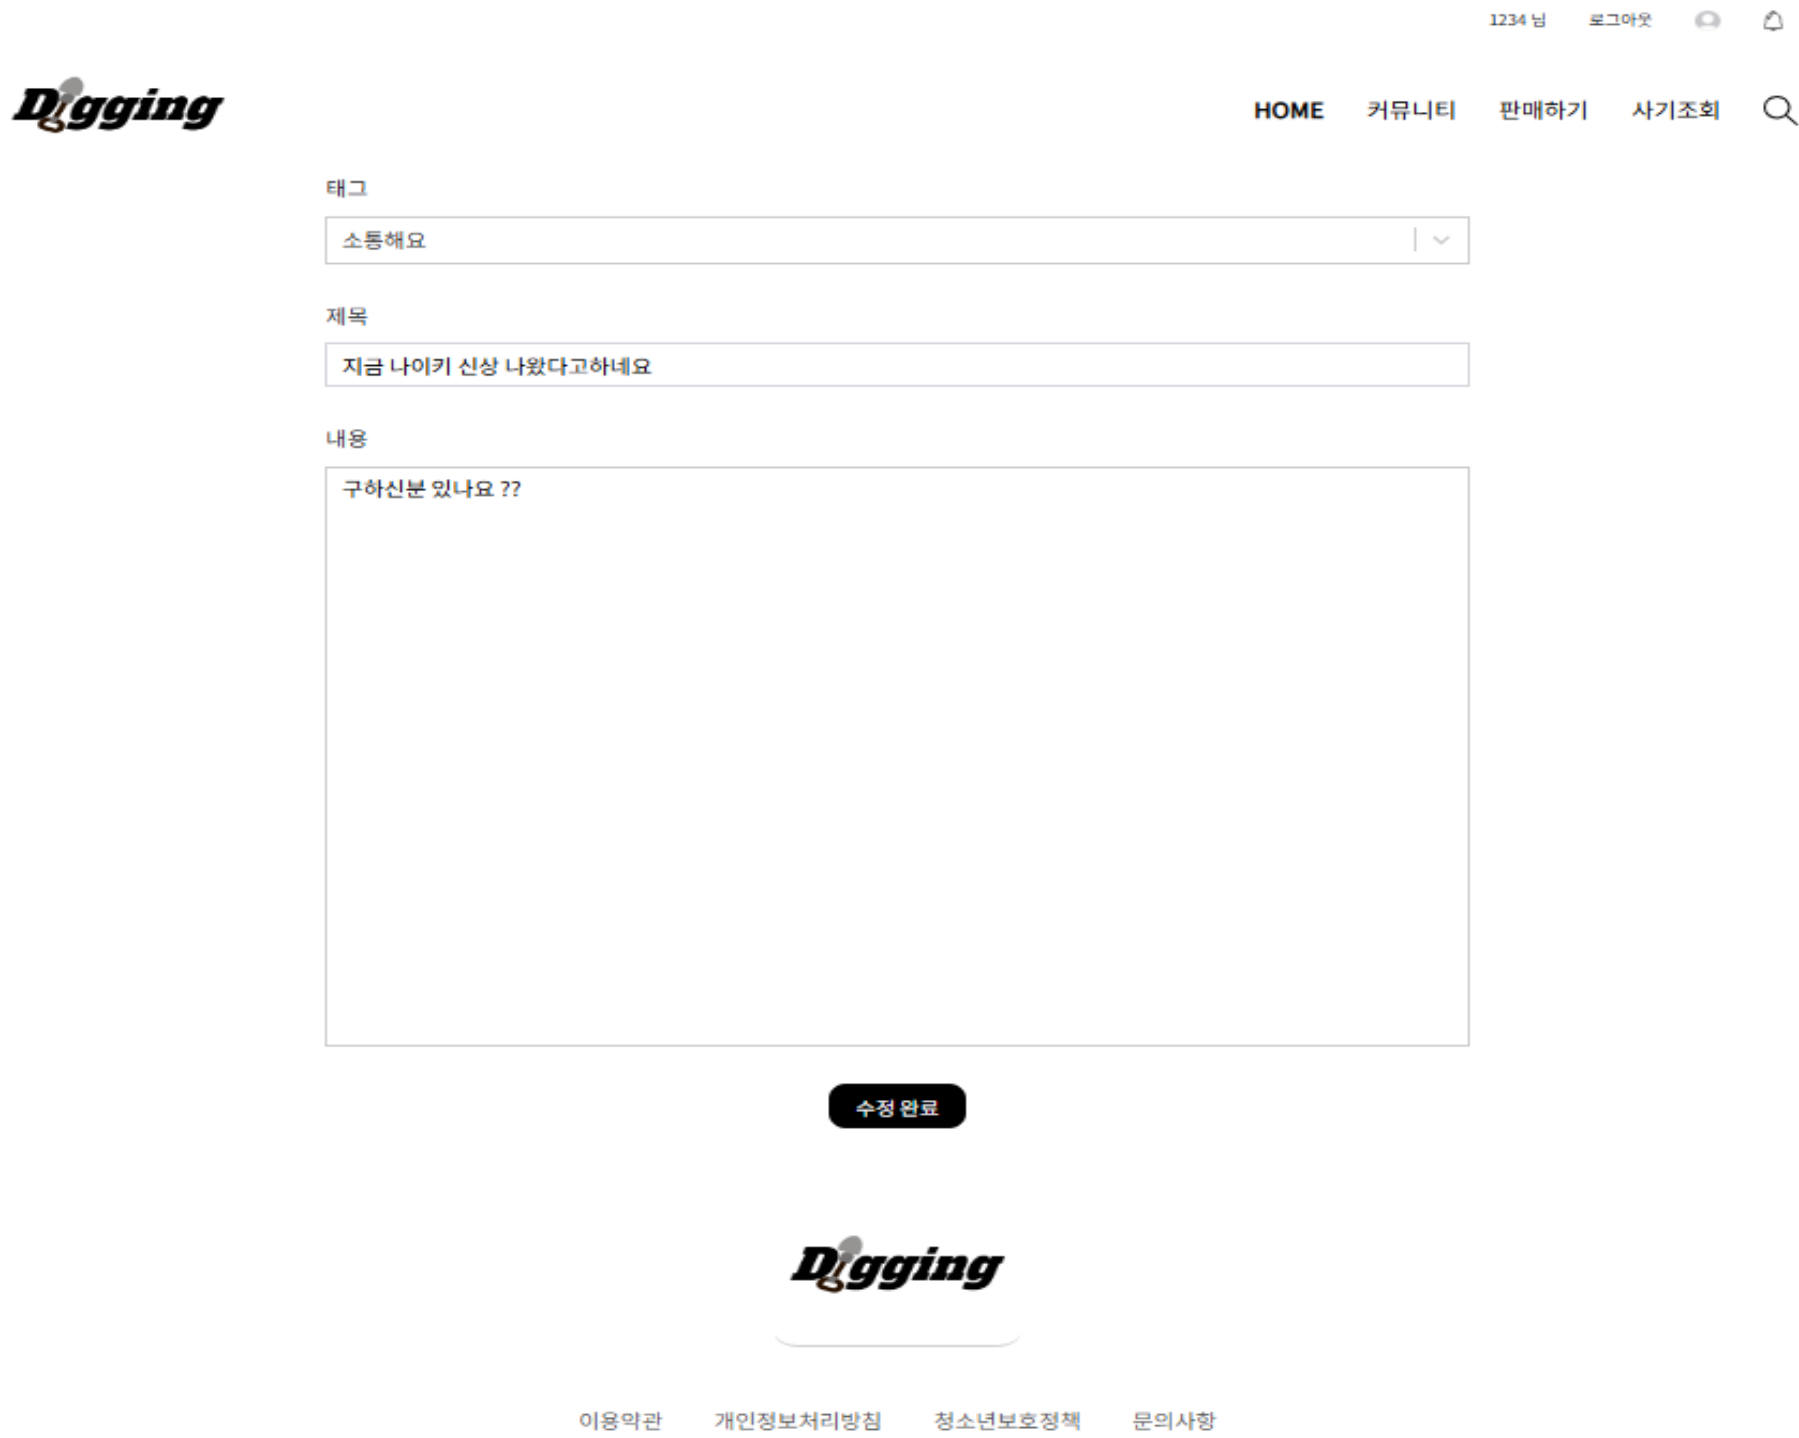 1234 님 로그아웃
Digging
HOME 커뮤니티 판매하기 사기조회
태그
소통해요
제목
지금 나이키 신상 나왔다고하네요
내용
구하신분 있나요 ??
수정 완료
Digging
이용약관 개인정보처리방침 청소년보호정책 문의사항